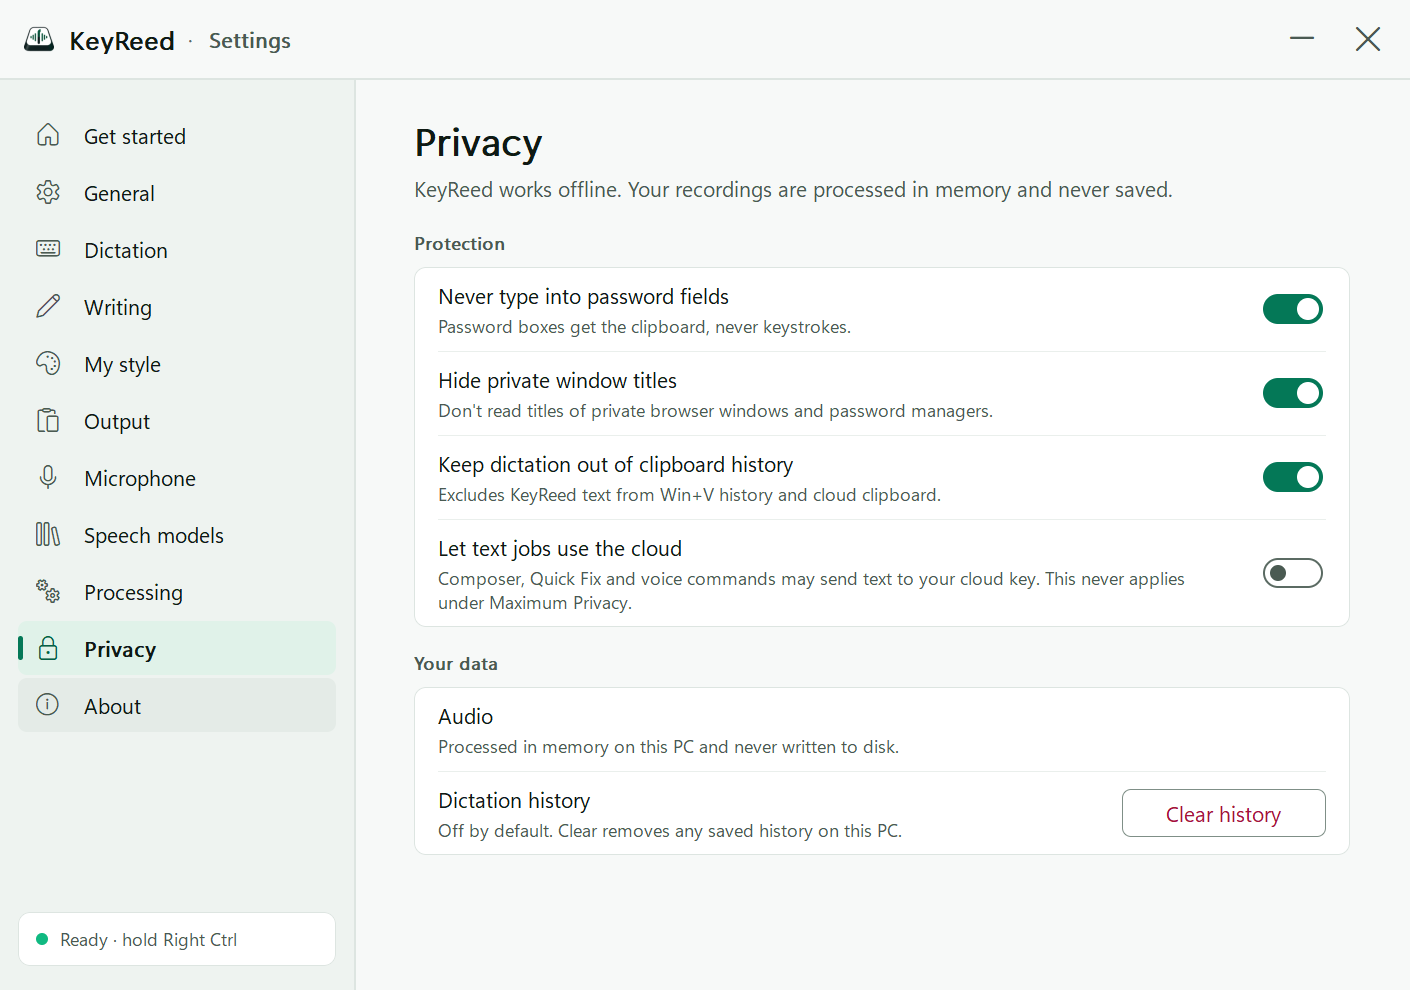 KeyReed · Settings
Get started
General
Dictation
Writing
My style
Output
Microphone
Speech models
Processing
Privacy
About
Ready · hold Right Ctrl
Privacy
KeyReed works offline. Your recordings are processed in memory and never saved.
Protection
Never type into password fields
Password boxes get the clipboard, never keystrokes.
Hide private window titles
Don't read titles of private browser windows and password managers.
Keep dictation out of clipboard history
Excludes KeyReed text from Win+V history and cloud clipboard.
Let text jobs use the cloud
Composer, Quick Fix and voice commands may send text to your cloud key. This never applies
under Maximum Privacy.
Your data
Audio
Processed in memory on this PC and never written to disk.
Dictation history
Off by default. Clear removes any saved history on this PC.
Clear history